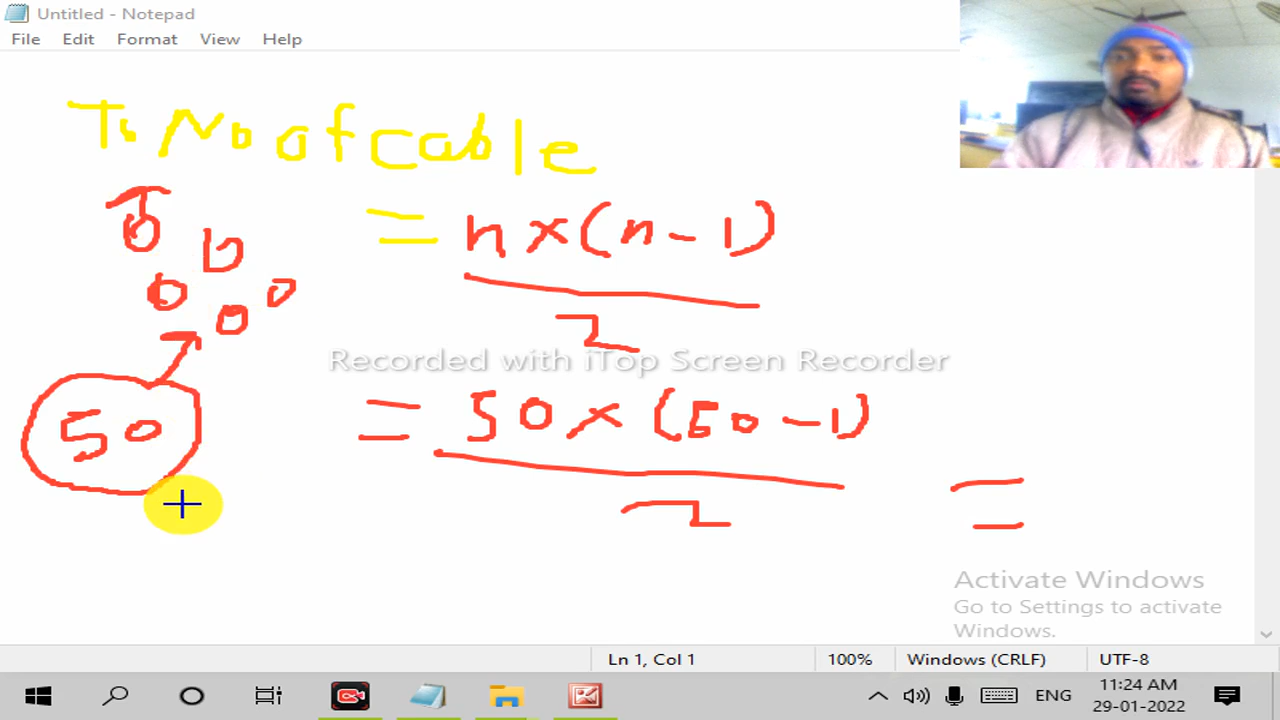 Untitled - Notepad
File Edit Format View Help
T. No of cable
= n×(n-1)
2
50
= 50×(50-1)
2
=
Recorded with iTop Screen Recorder
Activate Windows
Go to Settings to activate
Windows.
Ln 1, Col 1 100% Windows (CRLF) UTF-8
ENG 11:24 AM
29-01-2022